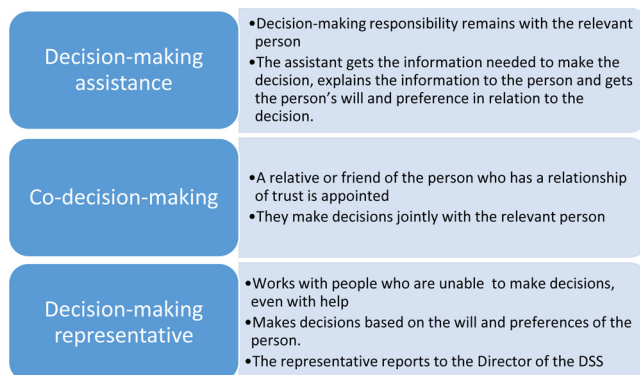 Decision-making
assistance
•Decision-making responsibility remains with the relevant
person
•The assistant gets the information needed to make the
decision, explains the information to the person and gets
the person's will and preference in relation to the
decision.
Co-decision-making
•A relative or friend of the person who has a relationship
of trust is appointed
•They make decisions jointly with the relevant person
Decision-making
representative
•Works with people who are unable to make decisions,
even with help
•Makes decisions based on the will and preferences of the
person.
•The representative reports to the Director of the DSS